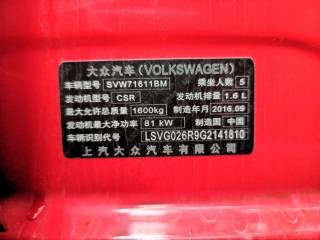 大众汽车(VOLKSWAGEN)
车辆型号 SVW71611BM 乘坐人数 5
发动机型号 CSR 发动机排量 1.6 L
最大允许总质量 1600kg 制造年月 2016.09
发动机最大净功率 81 kW 制造国 中国
车辆识别代号 LSVG026R9G2141810
上汽大众汽车有限公司